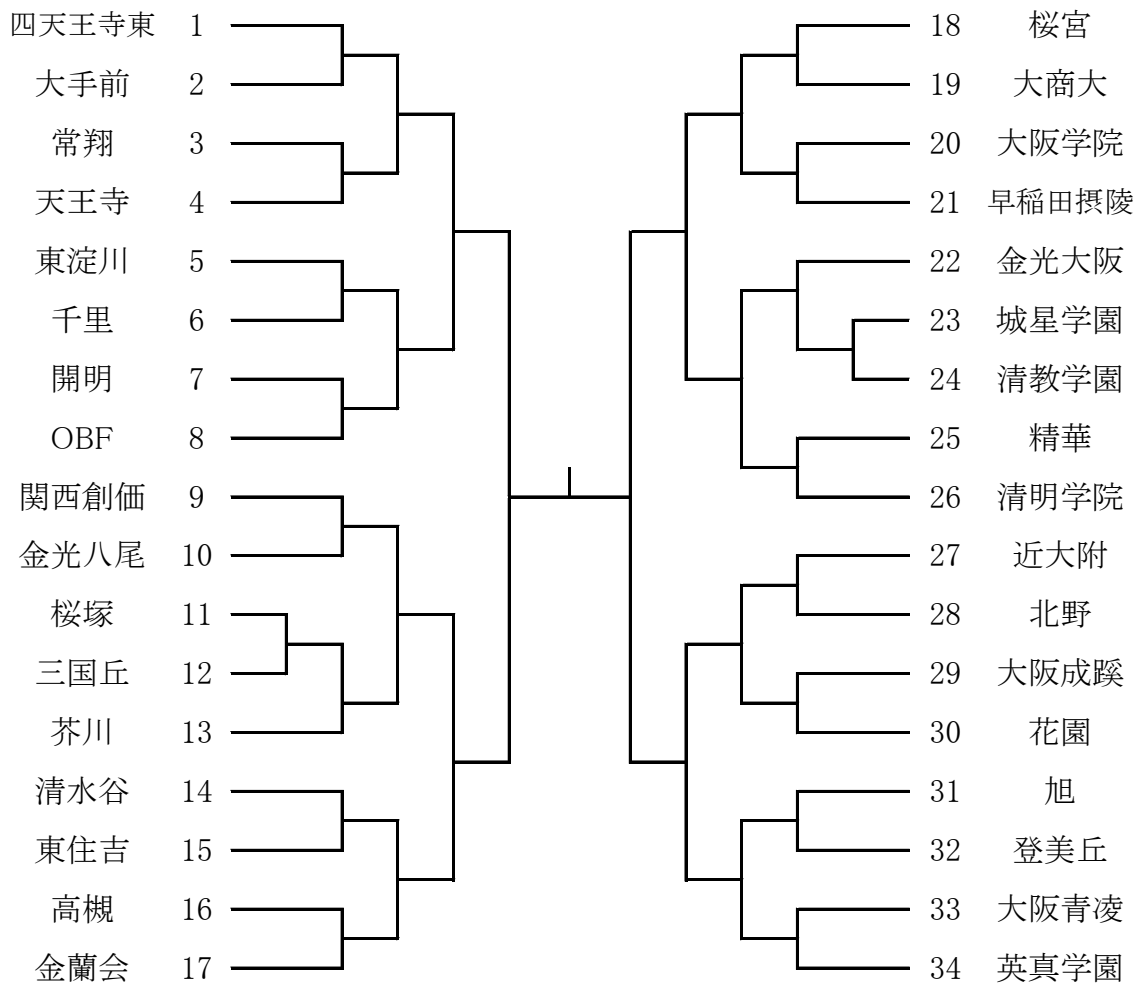 四天王寺東 1
大手前 2
常翔 3
天王寺 4
東淀川 5
千里 6
開明 7
OBF 8
関西創価 9
金光八尾 10
桜塚 11
三国丘 12
芥川 13
清水谷 14
東住吉 15
高槻 16
金蘭会 17
18 桜宮
19 大商大
20 大阪学院
21 早稲田摂陵
22 金光大阪
23 城星学園
24 清教学園
25 精華
26 清明学院
27 近大附
28 北野
29 大阪成蹊
30 花園
31 旭
32 登美丘
33 大阪青凌
34 英真学園